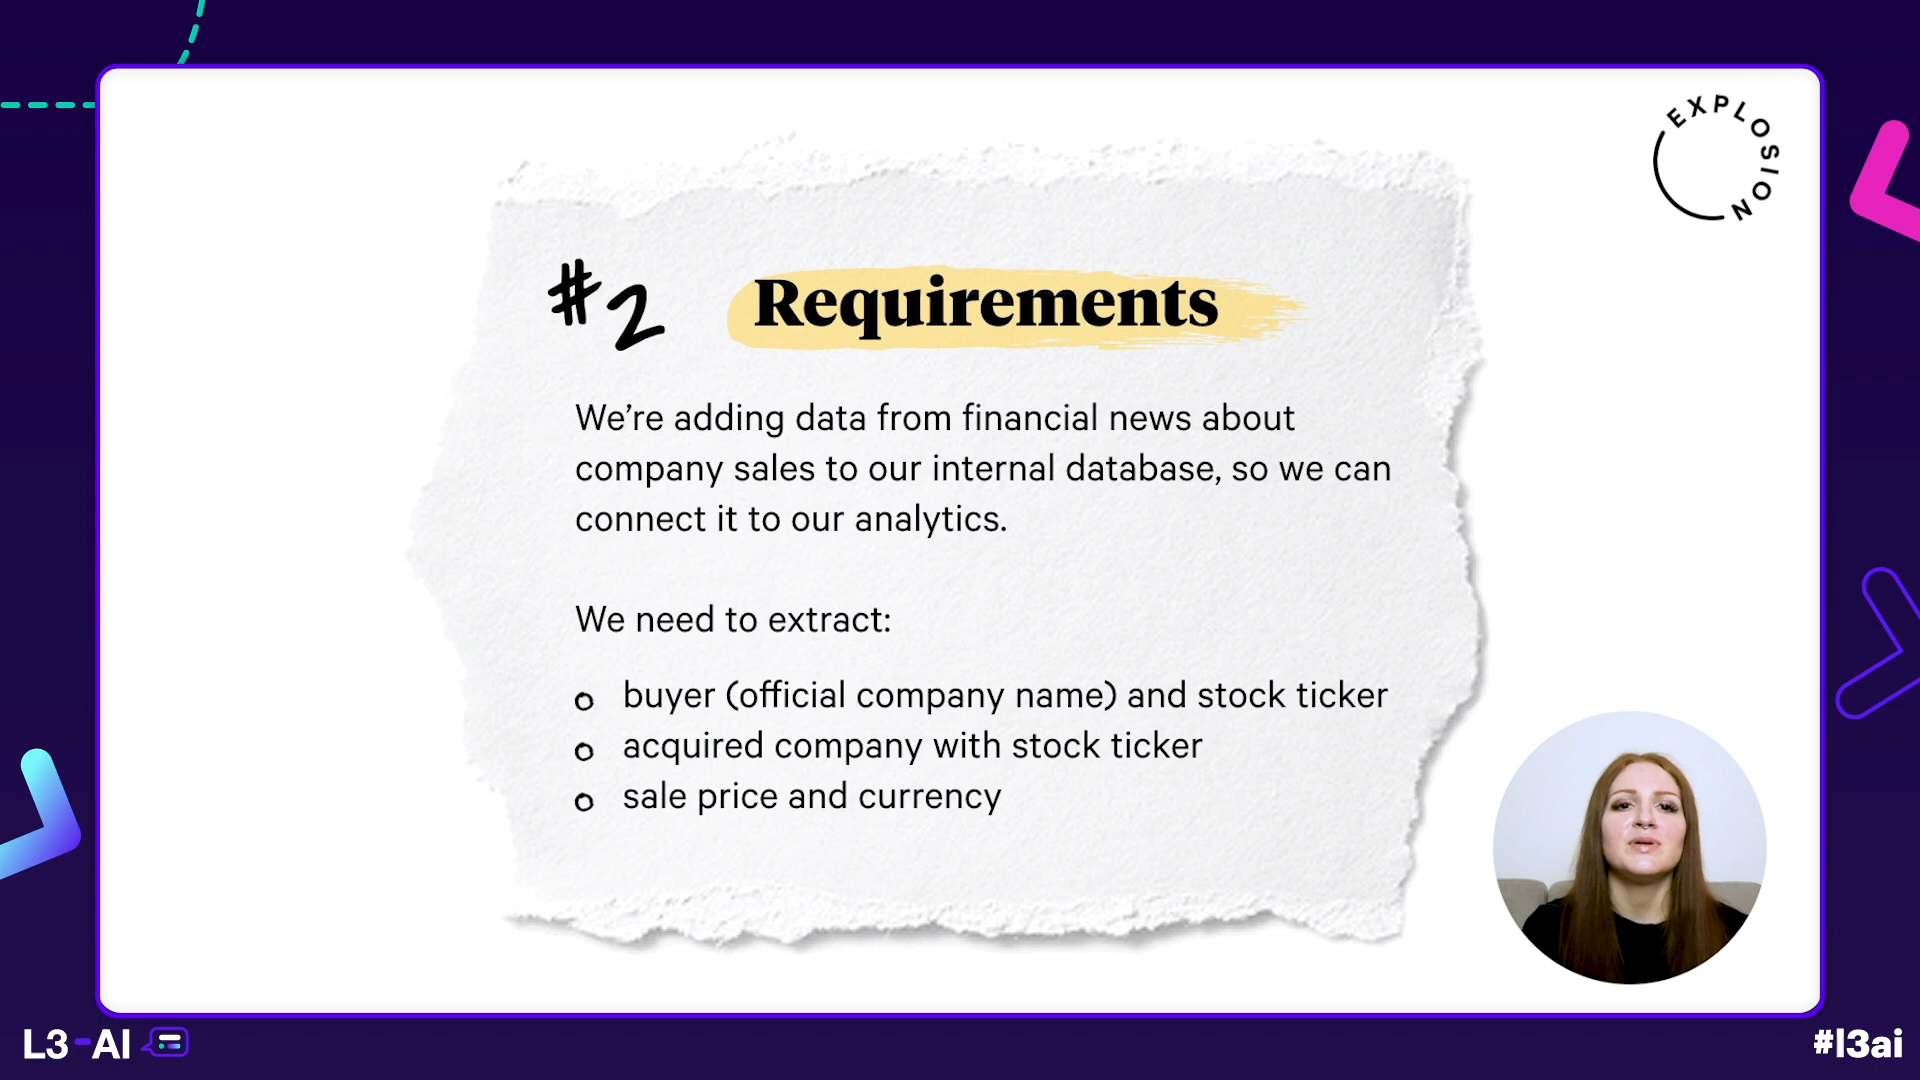 EXPLOSION
#2 Requirements
We’re adding data from financial news about
company sales to our internal database, so we can
connect it to our analytics.
We need to extract:
buyer (official company name) and stock ticker
acquired company with stock ticker
sale price and currency
L3-AI
#l3ai